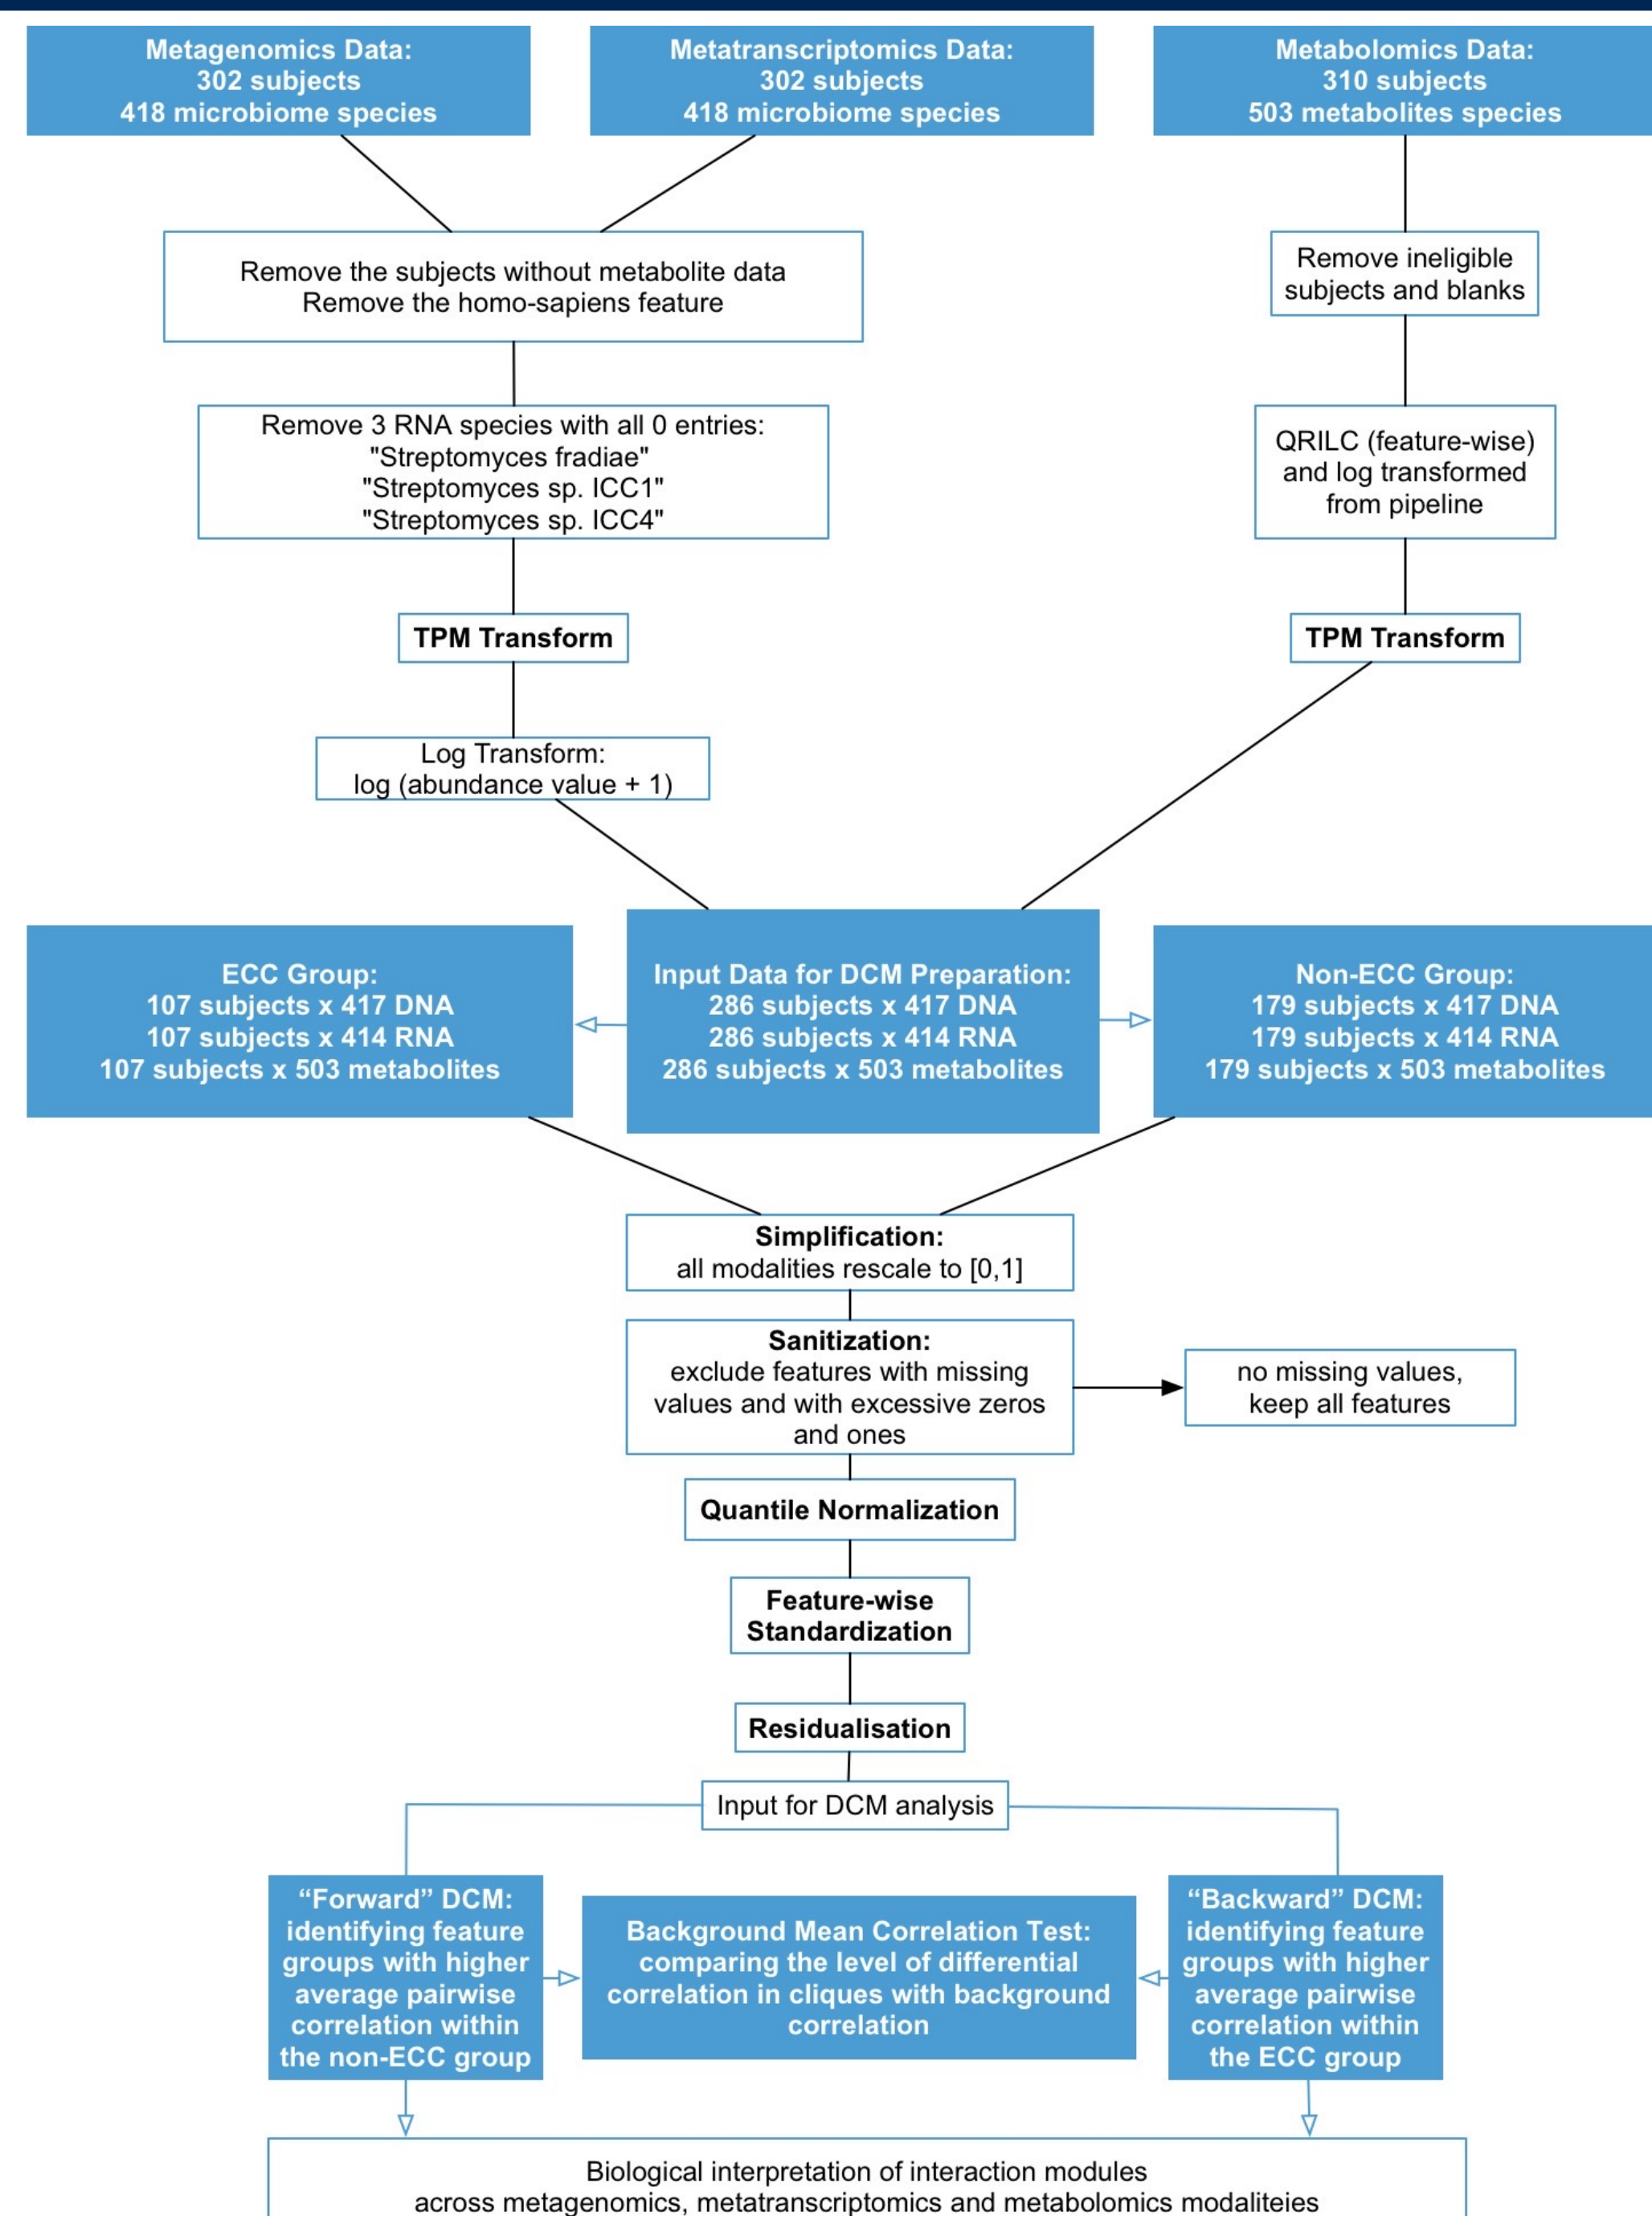 Metagenomics Data:
302 subjects
418 microbiome species
Metatranscriptomics Data:
302 subjects
418 microbiome species
Metabolomics Data:
310 subjects
503 metabolites species
Remove the subjects without metabolite data
Remove the homo-sapiens feature
Remove ineligible
subjects and blanks
Remove 3 RNA species with all 0 entries:
"Streptomyces fradiae"
"Streptomyces sp. ICC1"
"Streptomyces sp. ICC4"
QRILC (feature-wise)
and log transformed
from pipeline
TPM Transform
TPM Transform
Log Transform:
log (abundance value + 1)
ECC Group:
107 subjects x 417 DNA
107 subjects x 414 RNA
107 subjects x 503 metabolites
Input Data for DCM Preparation:
286 subjects x 417 DNA
286 subjects x 414 RNA
286 subjects x 503 metabolites
Non-ECC Group:
179 subjects x 417 DNA
179 subjects x 414 RNA
179 subjects x 503 metabolites
Simplification:
all modalities rescale to [0,1]
Sanitization:
exclude features with missing
values and with excessive zeros
and ones
no missing values,
keep all features
Quantile Normalization
Feature-wise
Standardization
Residualisation
Input for DCM analysis
“Forward” DCM:
identifying feature
groups with higher
average pairwise
correlation within
the non-ECC group
Background Mean Correlation Test:
comparing the level of differential
correlation in cliques with background
correlation
“Backward” DCM:
identifying feature
groups with higher
average pairwise
correlation within
the ECC group
Biological interpretation of interaction modules
across metagenomics, metatranscriptomics and metabolomics modaliteies